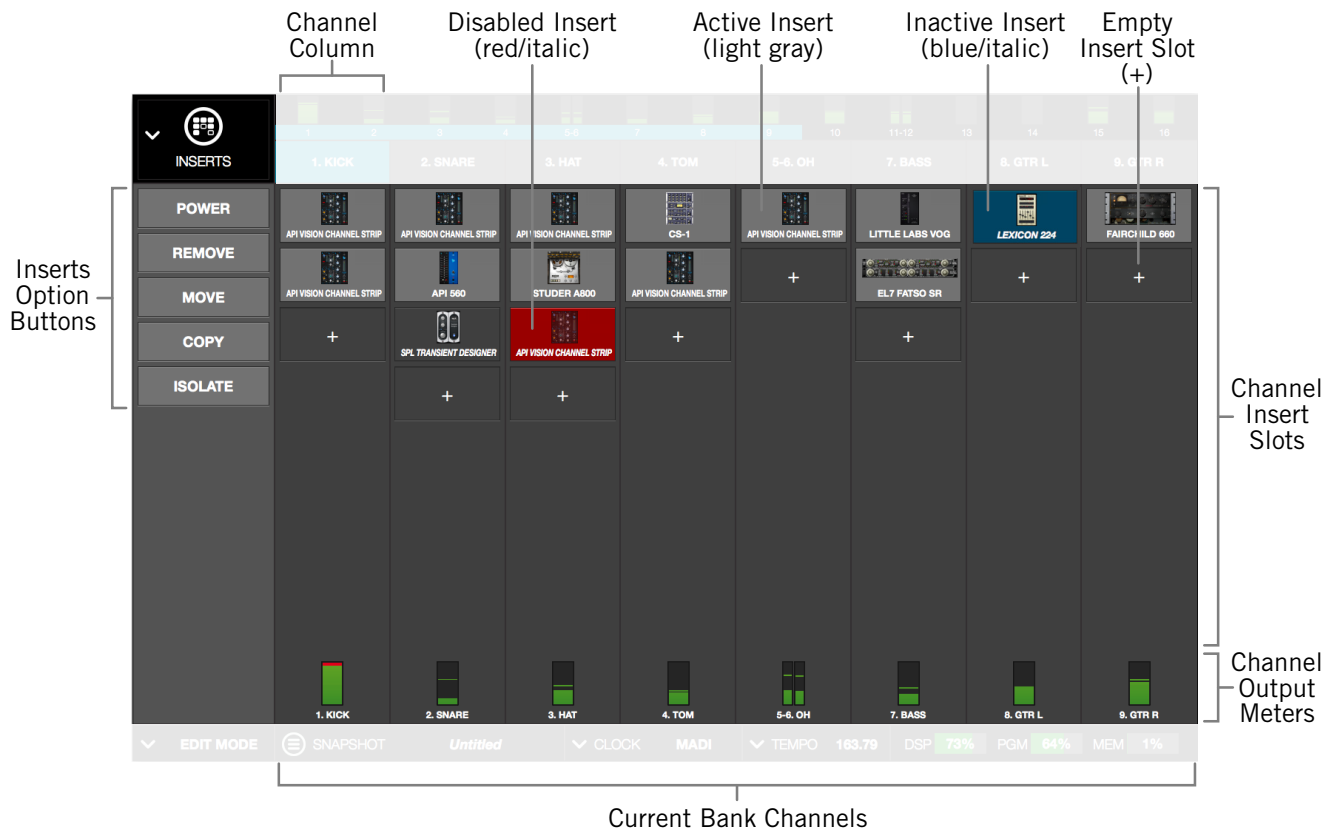 Channel
Column
Disabled Insert
(red/italic)
Active Insert
(light gray)
Inactive Insert
(blue/italic)
Empty
Insert Slot
(+)
INSERTS
1 2 3 4 5-6 7 8 9 10 11-12 13 14 15 16
1. KICK 2. SNARE 3. HAT 4. TOM 5-6. OH 7. BASS 8. GTR L 9. GTR R
POWER
REMOVE
MOVE
COPY
ISOLATE
Inserts
Option
Buttons
API VISION CHANNEL STRIP API VISION CHANNEL STRIP API VISION CHANNEL STRIP CS-1 API VISION CHANNEL STRIP LITTLE LABS VOG LEXICON 224 FAIRCHILD 660
API VISION CHANNEL STRIP API 560 STUDER A800 API VISION CHANNEL STRIP + EL7 FATSO SR + +
+ SPL TRANSIENT DESIGNER API VISION CHANNEL STRIP + +
+ +
Channel
Insert
Slots
Channel
Output
Meters
1. KICK 2. SNARE 3. HAT 4. TOM 5-6. OH 7. BASS 8. GTR L 9. GTR R
EDIT MODE SNAPSHOT Untitled CLOCK MADI TEMPO 163.79 DSP 73% PGM 64% MEM 1%
Current Bank Channels